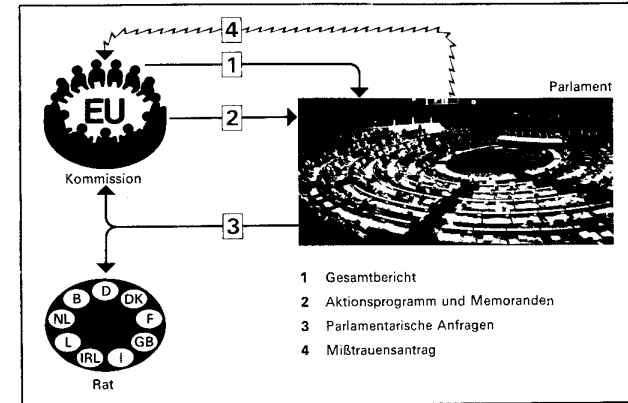 4
1
Parlament
EU
2
Kommission
3
1 Gesamtbericht
2 Aktionsprogramm und Memoranden
3 Parlamentarische Anfragen
4 Mißtrauensantrag
D
B
DK
NL
F
L
GB
IRL
I
Rat